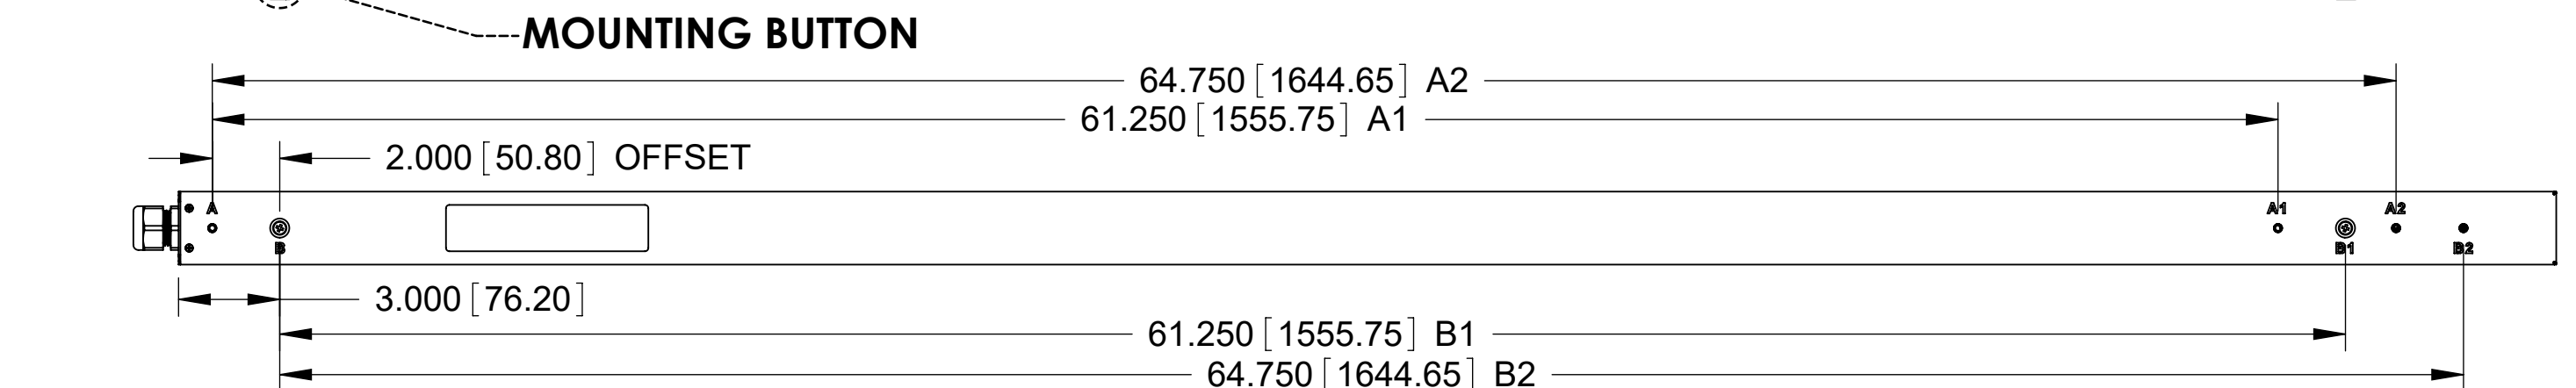 MOUNTING BUTTON
64.750 [1644.65] A2
61.250 [1555.75] A1
2.000 [50.80] OFFSET
A A1 A2
B B1 B2
3.000 [76.20]
61.250 [1555.75] B1
64.750 [1644.65] B2